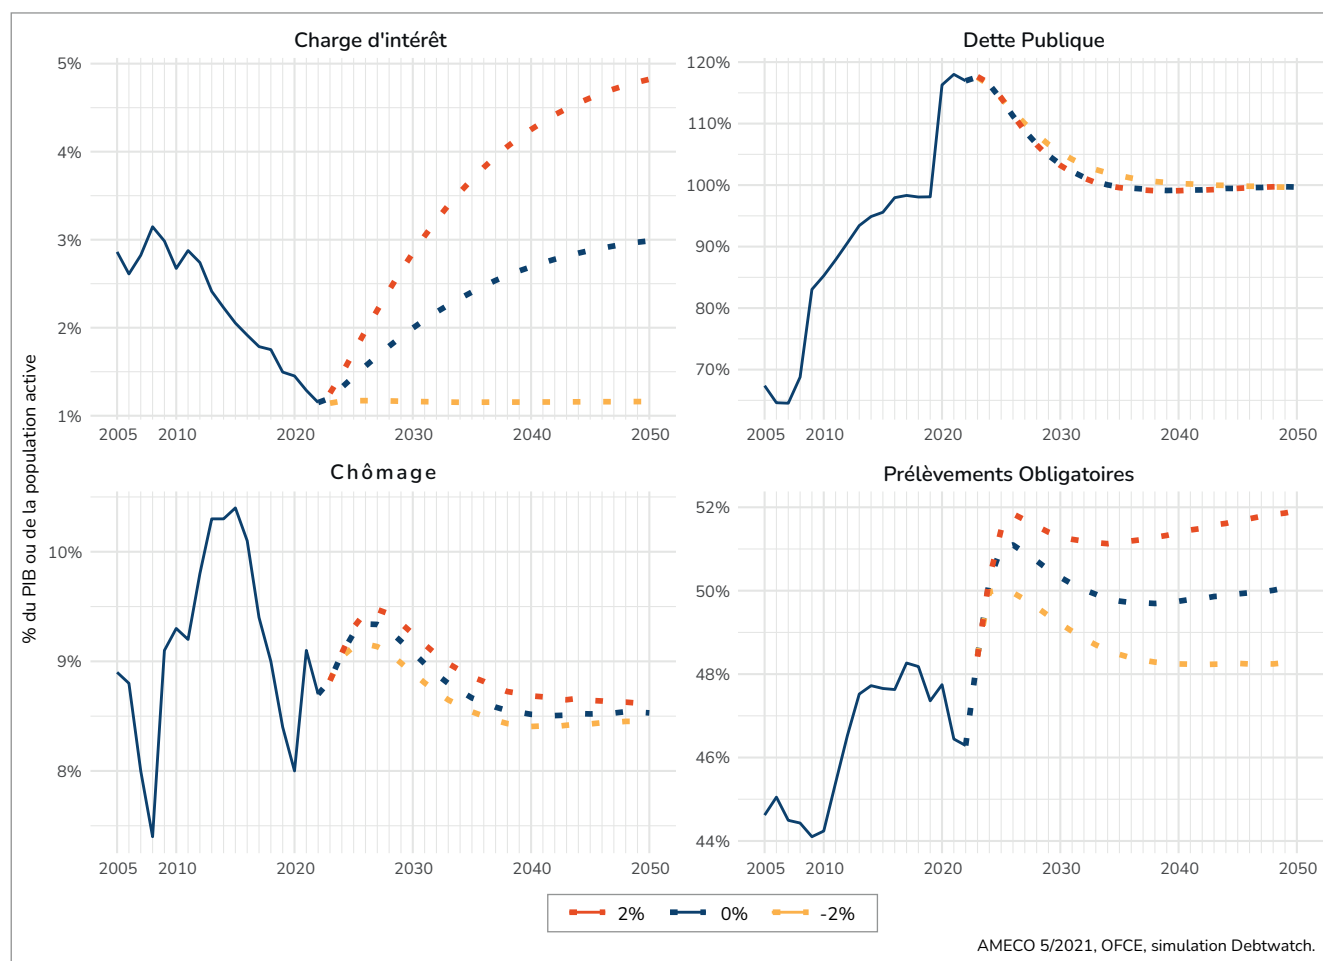 Charge d'intérêt
5%
4%
3%
2%
1%
2005 2010 2020 2030 2040 2050
Dette Publique
120%
110%
100%
90%
80%
70%
2005 2010 2020 2030 2040 2050
% du PIB ou de la population active
Chômage
10%
9%
8%
2005 2010 2020 2030 2040 2050
Prélèvements Obligatoires
52%
50%
48%
46%
44%
2005 2010 2020 2030 2040 2050
2% 0% -2%
AMECO 5/2021, OFCE, simulation Debtwatch.